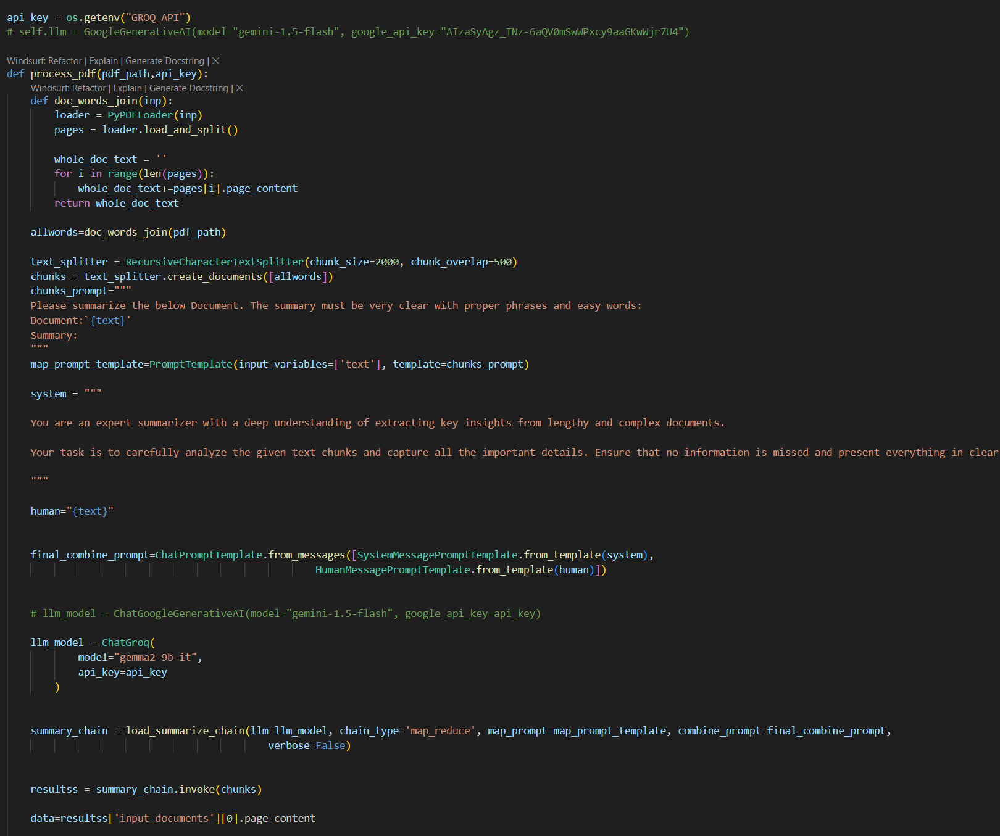 api_key = os.getenv("GROQ_API")
# self.llm = GoogleGenerativeAI(model="gemini-1.5-flash", google_api_key="AIzaSyAgz_TNz-6aQV0mSwWPxcy9aaGKwWjr7U4")
Windsurf: Refactor | Explain | Generate Docstring | X
def process_pdf(pdf_path,api_key):
Windsurf: Refactor | Explain | Generate Docstring | X
def doc_words_join(inp):
loader = PyPDFLoader(inp)
pages = loader.load_and_split()
whole_doc_text = ''
for i in range(len(pages)):
whole_doc_text+=pages[i].page_content
return whole_doc_text
allwords=doc_words_join(pdf_path)
text_splitter = RecursiveCharacterTextSplitter(chunk_size=2000, chunk_overlap=500)
chunks = text_splitter.create_documents([allwords])
chunks_prompt="""
Please summarize the below Document. The summary must be very clear with proper phrases and easy words:
Document:`{text}'
Summary:
"""
map_prompt_template=PromptTemplate(input_variables=['text'], template=chunks_prompt)
system = """
You are an expert summarizer with a deep understanding of extracting key insights from lengthy and complex documents.
Your task is to carefully analyze the given text chunks and capture all the important details. Ensure that no information is missed and present everything in clear
"""
human="{text}"
final_combine_prompt=ChatPromptTemplate.from_messages([SystemMessagePromptTemplate.from_template(system),
HumanMessagePromptTemplate.from_template(human)])
# llm_model = ChatGoogleGenerativeAI(model="gemini-1.5-flash", google_api_key=api_key)
llm_model = ChatGroq(
model="gemma2-9b-it",
api_key=api_key
)
summary_chain = load_summarize_chain(llm=llm_model, chain_type='map_reduce', map_prompt=map_prompt_template, combine_prompt=final_combine_prompt,
verbose=False)
resultss = summary_chain.invoke(chunks)
data=resultss['input_documents'][0].page_content